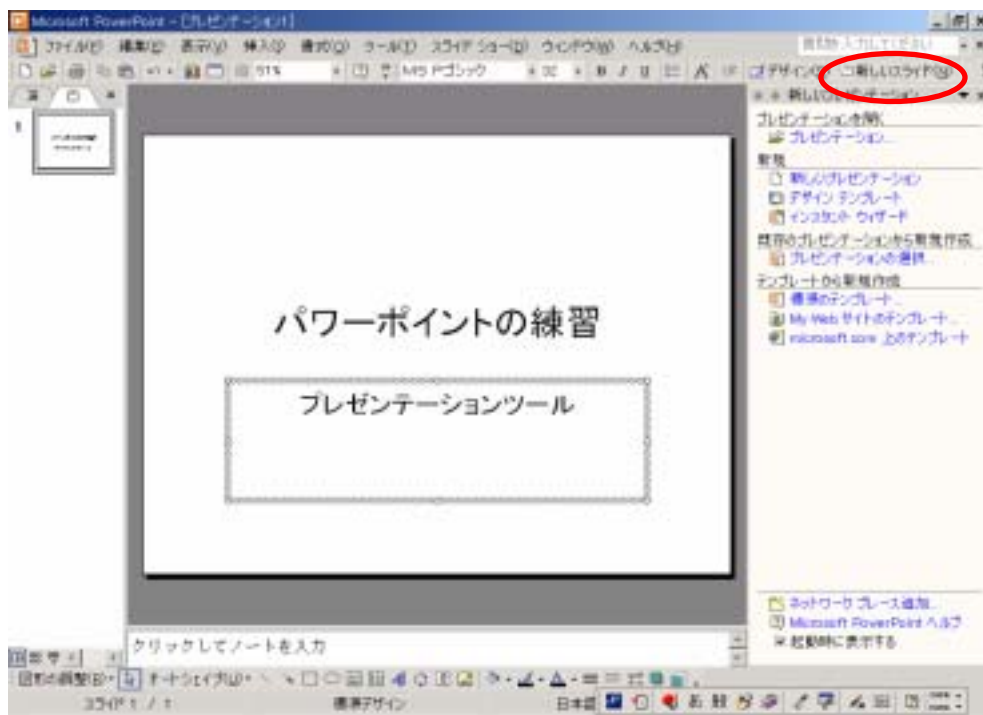 Microsoft PowerPoint - [プレゼンテーション1]
ファイル(F) 編集(E) 表示(V) 挿入(I) 書式(O) ツール(T) スライド ショー(D) ウィンドウ(W) ヘルプ(H)
51% MS Pゴシック 32 B デザイン(S) 新しいスライド(N)
新しいプレゼンテーション
1
プレゼンテーションを開く
プレゼンテーション...
新規
新しいプレゼンテーション
デザイン テンプレート
インスタント ウィザード
既存のプレゼンテーションから新規作成
プレゼンテーションの選択...
テンプレートから新規作成
標準のテンプレート...
My Web サイトのテンプレート...
microsoft.com 上のテンプレート
パワーポイントの練習
プレゼンテーションツール
ネットワーク プレース追加...
Microsoft PowerPoint ヘルプ
起動時に表示する
クリックしてノートを入力
図形の調整(R) オートシェイプ(U)
スライド 1 / 1 標準デザイン 日本語